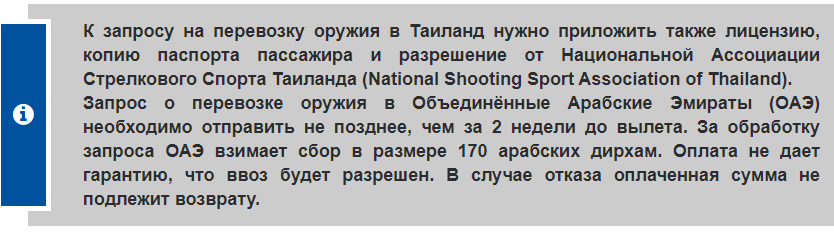 К запросу на перевозку оружия в Таиланд нужно приложить также лицензию,
копию паспорта пассажира и разрешение от Национальной Ассоциации
Стрелкового Спорта Таиланда (National Shooting Sport Association of Thailand).
Запрос о перевозке оружия в Объединённые Арабские Эмираты (ОАЭ)
необходимо отправить не позднее, чем за 2 недели до вылета. За обработку
запроса ОАЭ взимает сбор в размере 170 арабских дирхам. Оплата не дает
гарантию, что ввоз будет разрешен. В случае отказа оплаченная сумма не
подлежит возврату.